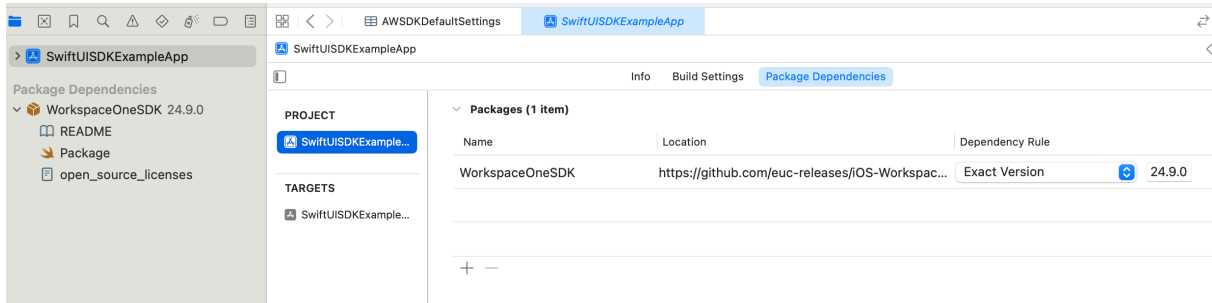 AWSDKDefaultSettings
SwiftUISDKExampleApp
SwiftUISDKExampleApp
SwiftUISDKExampleApp
Info
Build Settings
Package Dependencies
Package Dependencies
WorkspaceOneSDK 24.9.0
README
Package
open_source_licenses
PROJECT
SwiftUISDKExample...
TARGETS
SwiftUISDKExample...
Packages (1 item)
Name
Location
Dependency Rule
WorkspaceOneSDK
https://github.com/euc-releases/iOS-Workspac...
Exact Version
24.9.0